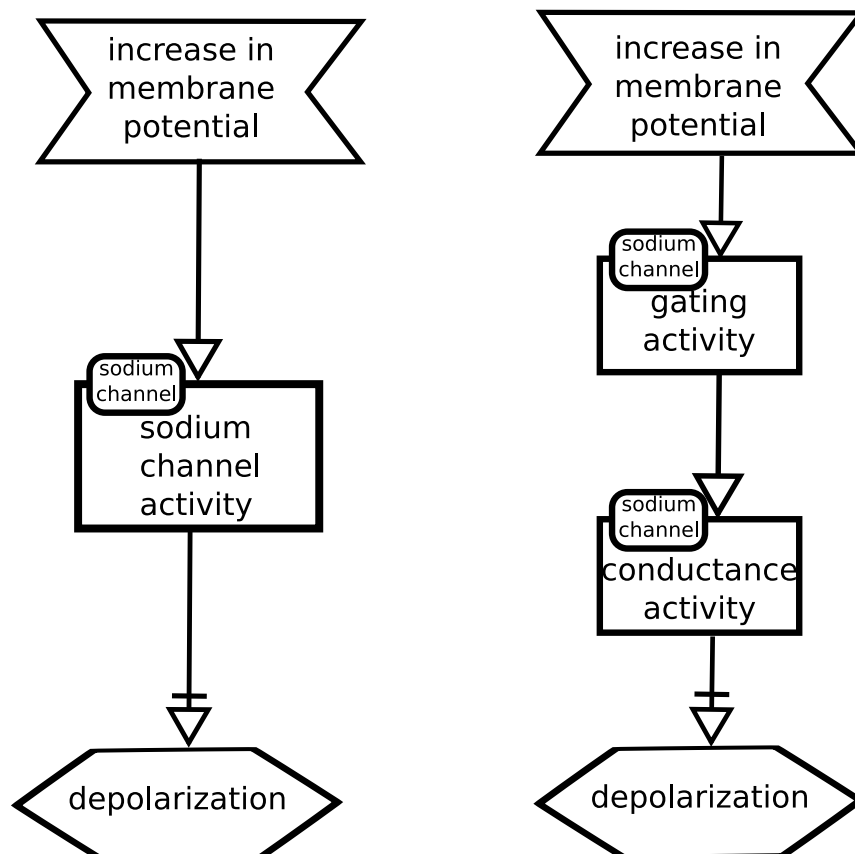 increase in
membrane
potential
sodium
channel
sodium
channel
activity
depolarization
increase in
membrane
potential
sodium
channel
gating
activity
sodium
channel
conductance
activity
depolarization